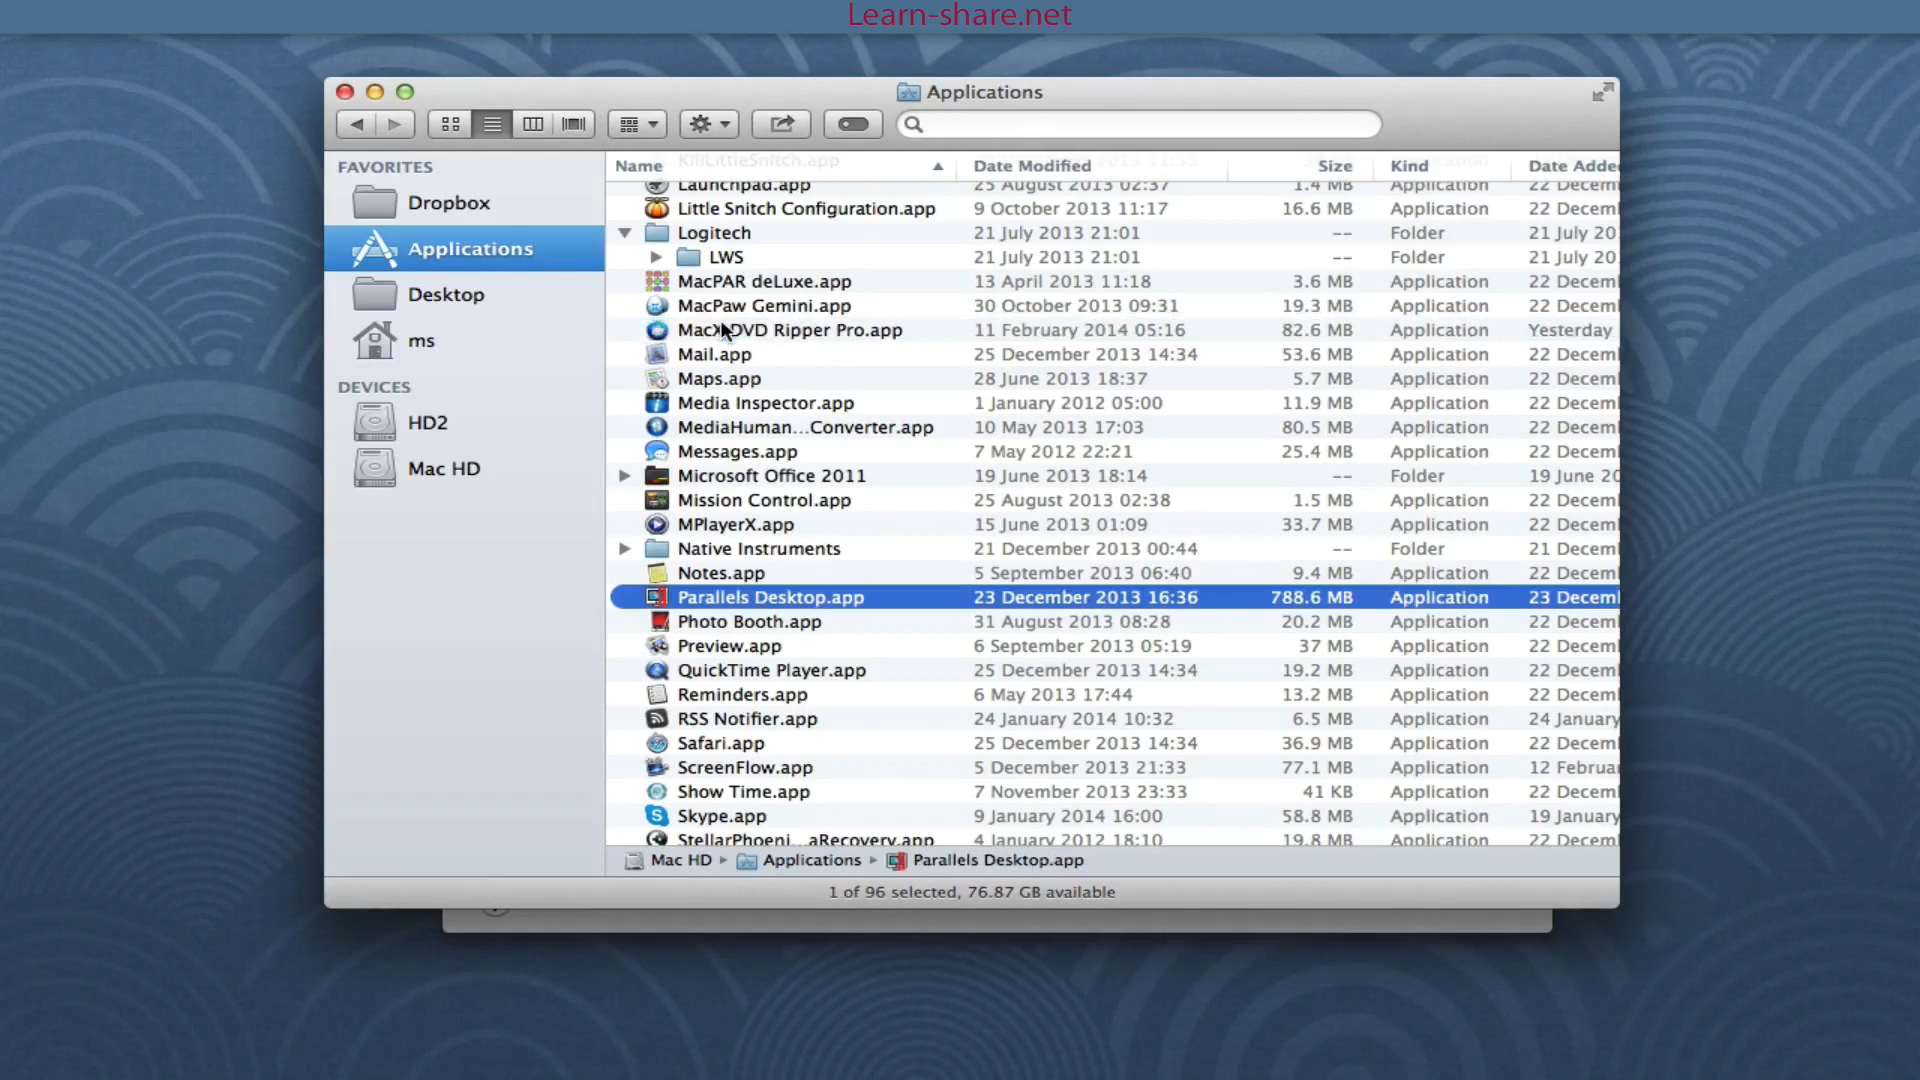 Learn-share.net
Applications
FAVORITES
Dropbox
Applications
Desktop
ms
DEVICES
HD2
Mac HD
Name Date Modified Size Kind Date Adde
KillLittleSnitch.app
Launchpad.app 25 August 2013 02:37 1.4 MB Application 22 Decem
Little Snitch Configuration.app 9 October 2013 11:17 16.6 MB Application 22 Decem
Logitech 21 July 2013 21:01 -- Folder 21 July 20
LWS 21 July 2013 21:01 -- Folder 21 July 20
MacPAR deLuxe.app 13 April 2013 11:18 3.6 MB Application 22 Decem
MacPaw Gemini.app 30 October 2013 09:31 19.3 MB Application 22 Decem
MacX DVD Ripper Pro.app 11 February 2014 05:16 82.6 MB Application Yesterday
Mail.app 25 December 2013 14:34 53.6 MB Application 22 Decem
Maps.app 28 June 2013 18:37 5.7 MB Application 22 Decem
Media Inspector.app 1 January 2012 05:00 11.9 MB Application 22 Decem
MediaHuman...Converter.app 10 May 2013 17:03 80.5 MB Application 22 Decem
Messages.app 7 May 2012 22:21 25.4 MB Application 22 Decem
Microsoft Office 2011 19 June 2013 18:14 -- Folder 19 June 20
Mission Control.app 25 August 2013 02:38 1.5 MB Application 22 Decem
MPlayerX.app 15 June 2013 01:09 33.7 MB Application 22 Decem
Native Instruments 21 December 2013 00:44 -- Folder 21 Decem
Notes.app 5 September 2013 06:40 9.4 MB Application 22 Decem
Parallels Desktop.app 23 December 2013 16:36 788.6 MB Application 23 Decem
Photo Booth.app 31 August 2013 08:28 20.2 MB Application 22 Decem
Preview.app 6 September 2013 05:19 37 MB Application 22 Decem
QuickTime Player.app 25 December 2013 14:34 19.2 MB Application 22 Decem
Reminders.app 6 May 2013 17:44 13.2 MB Application 22 Decem
RSS Notifier.app 24 January 2014 10:32 6.5 MB Application 24 January
Safari.app 25 December 2013 14:34 36.9 MB Application 22 Decem
ScreenFlow.app 5 December 2013 21:33 77.1 MB Application 12 Februa
Show Time.app 7 November 2013 23:33 41 KB Application 22 Decem
Skype.app 9 January 2014 16:00 58.8 MB Application 19 January
StellarPhoeni...aRecovery.app 4 January 2012 18:10 19.8 MB Application 22 Decem
Mac HD Applications Parallels Desktop.app
1 of 96 selected, 76.87 GB available